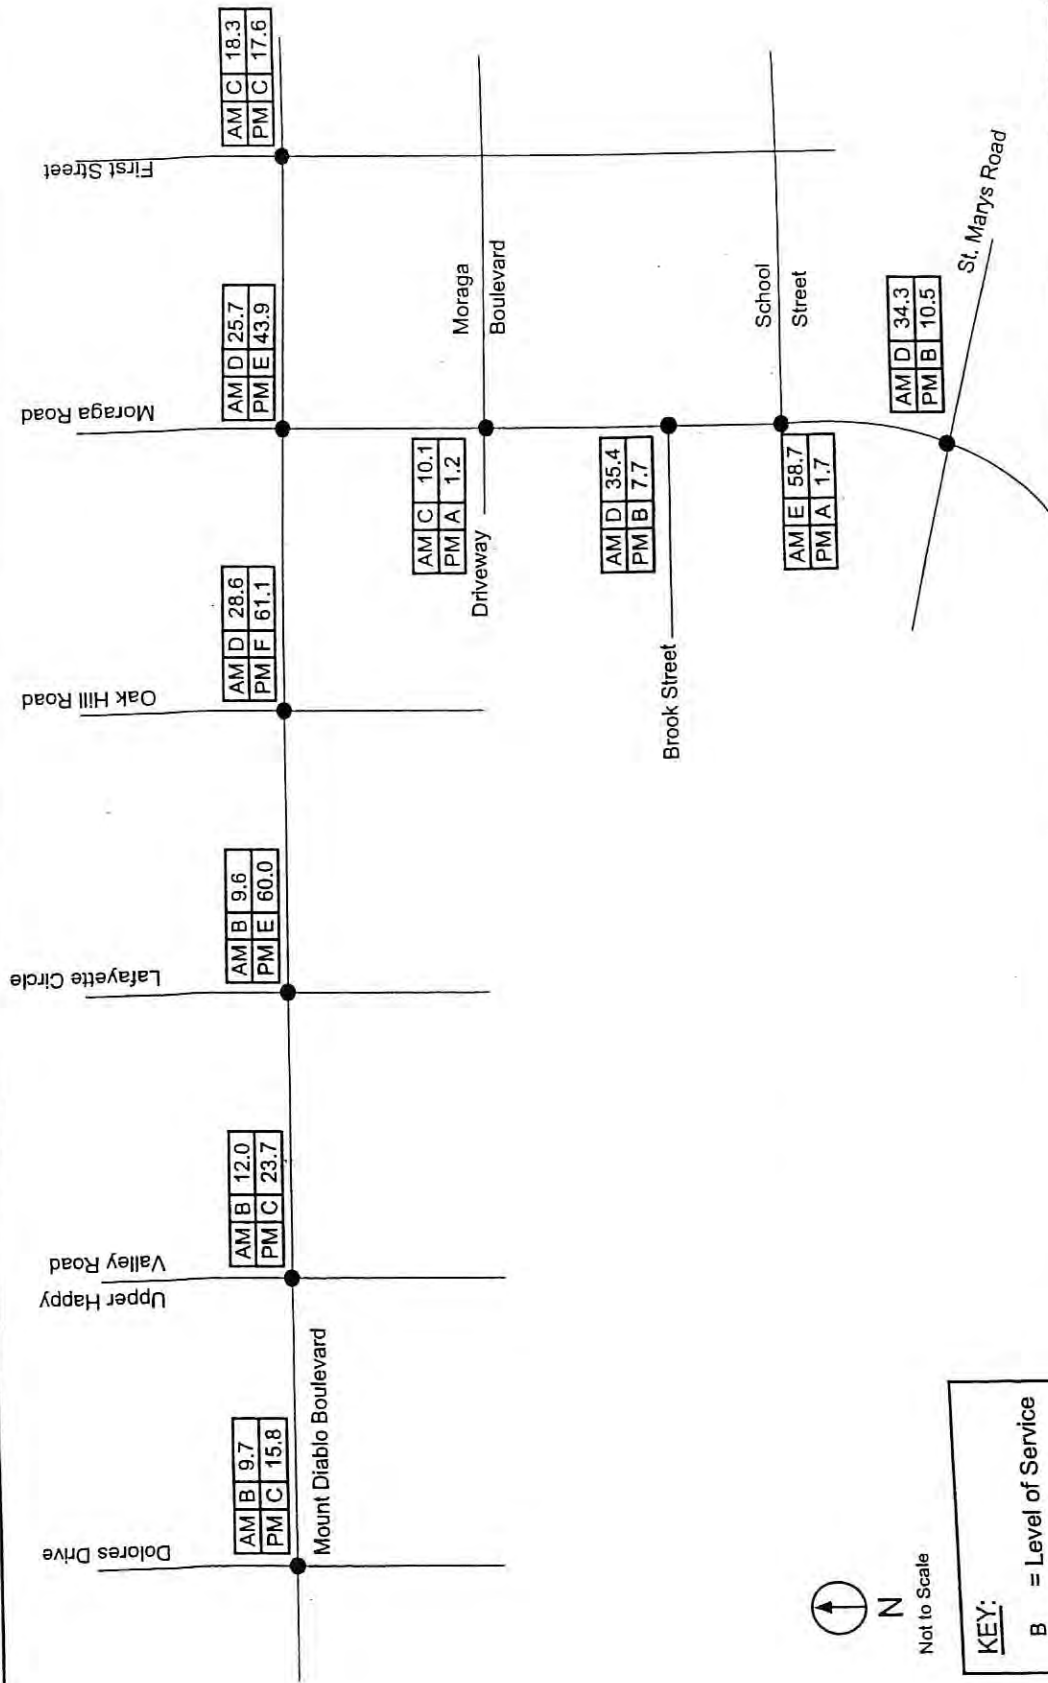 Dolores Drive
AM B 9.7
PM C 15.8
Mount Diablo Boulevard
Upper Happy
Valley Road
AM B 12.0
PM C 23.7
Lafayette Circle
AM B 9.6
PM E 60.0
Oak Hill Road
AM D 28.6
PM F 61.1
Moraga Road
AM D 25.7
PM E 43.9
First Street
AM C 18.3
PM C 17.6
AM C 10.1
PM A 1.2
Driveway
Moraga
Boulevard
AM D 35.4
PM B 7.7
Brook Street
School
Street
AM E 58.7
PM A 1.7
AM D 34.3
PM B 10.5
St. Marys Road
N
Not to Scale
KEY:
B = Level of Service